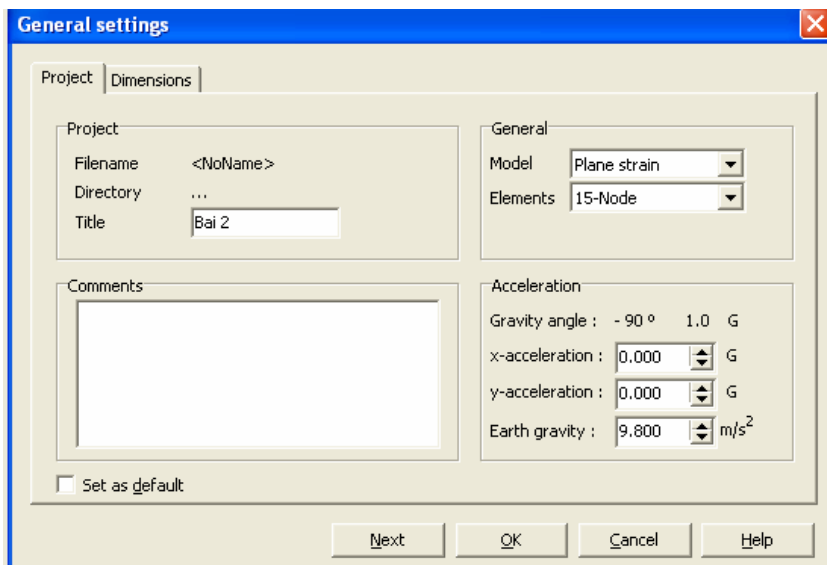 General settings
Project Dimensions
Project
Filename <NoName>
Directory ...
Title Bai 2
General
Model Plane strain
Elements 15-Node
Comments
Acceleration
Gravity angle : - 90 º 1.0 G
x-acceleration : 0.000 G
y-acceleration : 0.000 G
Earth gravity : 9.800 m/s²
Set as default
Next OK Cancel Help